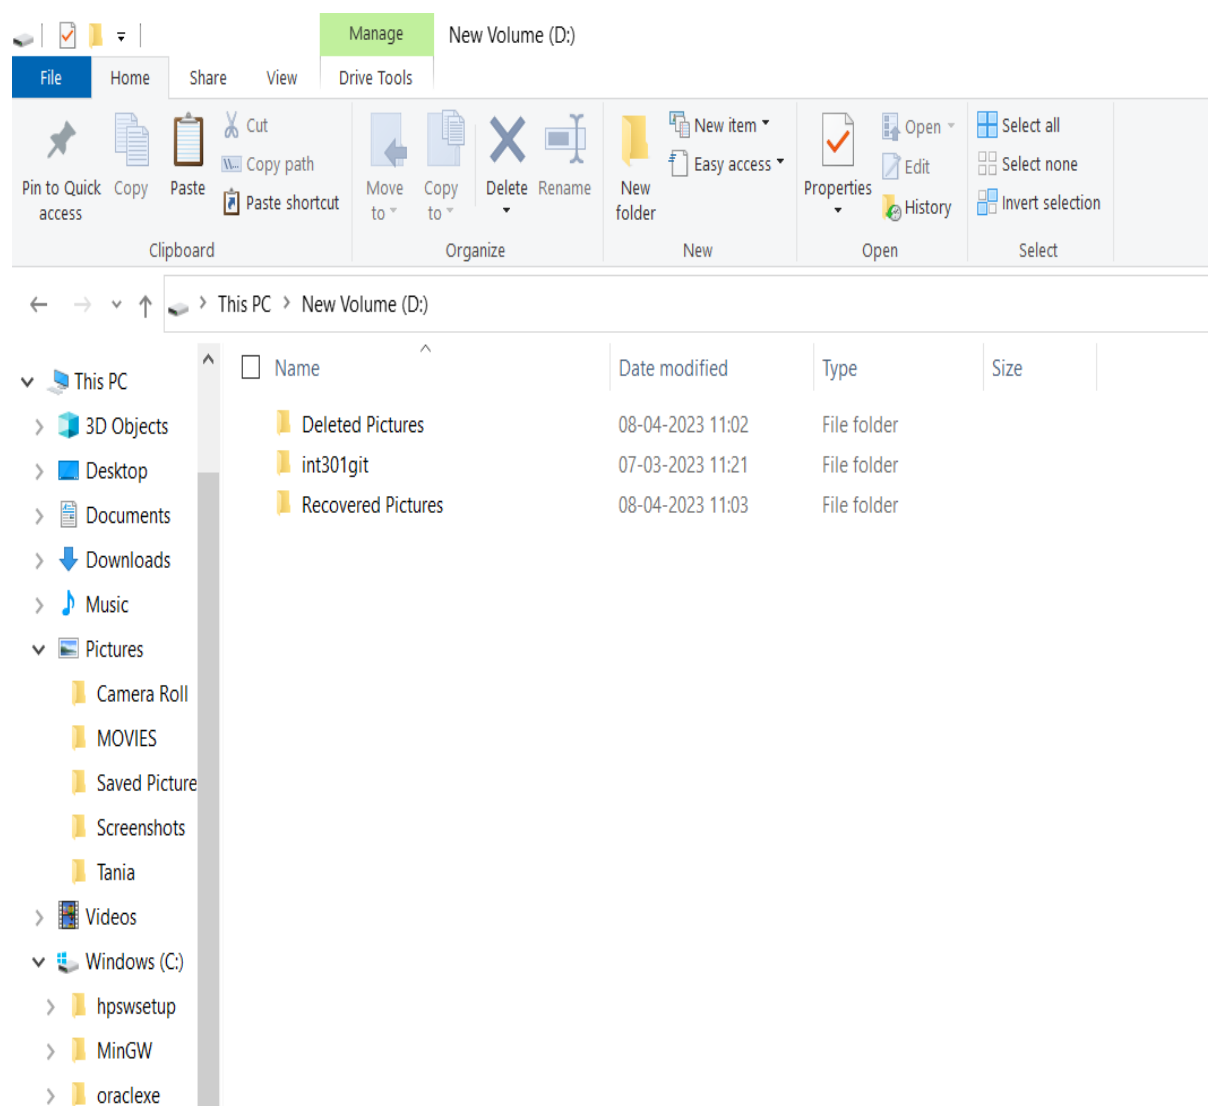 Manage New Volume (D:)
File Home Share View Drive Tools
Pin to Quick access
Copy
Paste
Cut
Copy path
Paste shortcut
Clipboard
Move to
Copy to
Delete
Rename
Organize
New folder
New item
Easy access
New
Properties
Open
Edit
History
Open
Select all
Select none
Invert selection
Select
This PC > New Volume (D:)
Name Date modified Type Size
Deleted Pictures 08-04-2023 11:02 File folder
int301git 07-03-2023 11:21 File folder
Recovered Pictures 08-04-2023 11:03 File folder
This PC
3D Objects
Desktop
Documents
Downloads
Music
Pictures
Camera Roll
MOVIES
Saved Picture
Screenshots
Tania
Videos
Windows (C:)
hpswsetup
MinGW
oraclexe